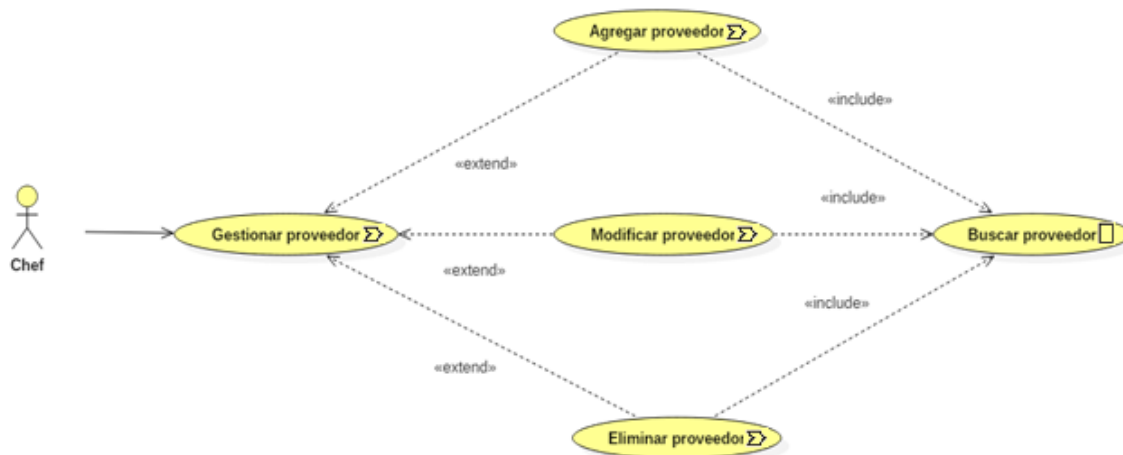 Agregar proveedor
«include»
«extend»
«include»
Chef
Gestionar proveedor
Modificar proveedor
Buscar proveedor
«extend»
«include»
«extend»
Eliminar proveedor